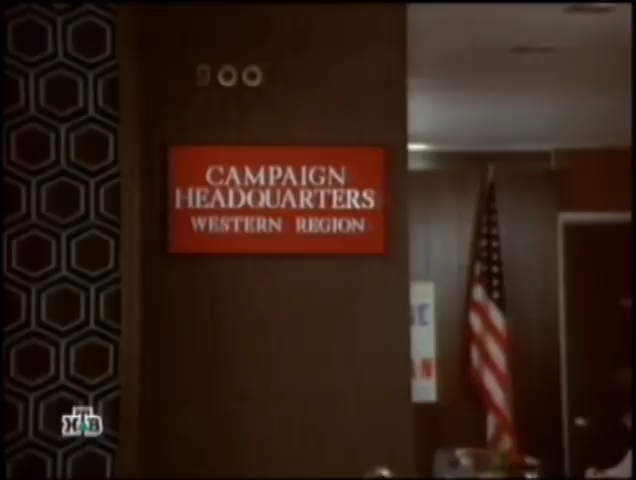 900
CAMPAIGN
HEADQUARTERS
WESTERN REGION
НТВ